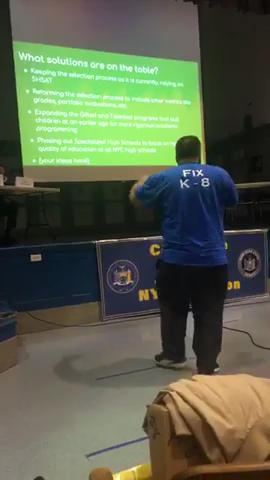 What solutions are on the table?
Keeping the selection process as it is currently, relying on
SHSAT
Reforming the selection process to include other metrics like
grades, portfolio evaluations, etc.
Expanding the Gifted and Talented programs that pull
children at an earlier age for more rigorous academic
programming
Phasing out Specialized High Schools to focus on the
quality of education at all NYC High Schools
(your ideas here)
FIX
K-8
NY